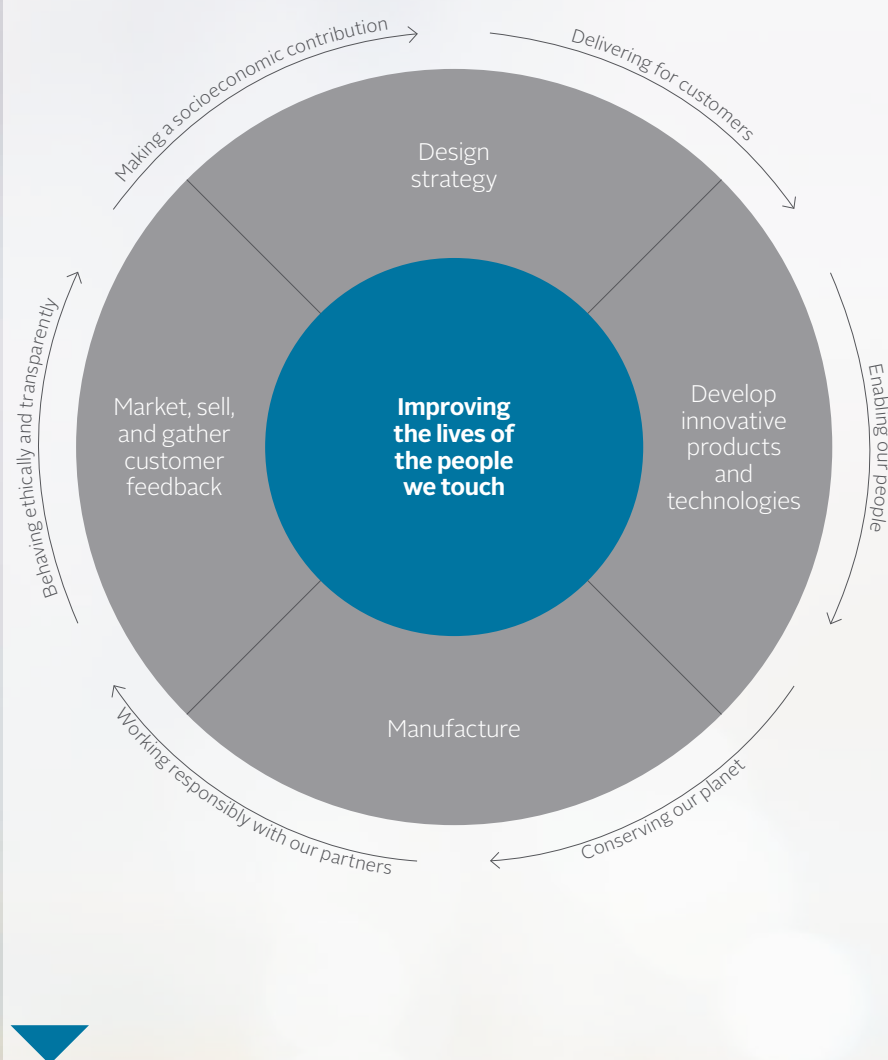 Making a socioeconomic contribution
Delivering for customers
Design
strategy
Behaving ethically and transparently
Market, sell,
and gather
customer
feedback
Improving
the lives of
the people
we touch
Develop
innovative
products
and
technologies
Enabling our people
Manufacture
Working responsibly with our partners
Conserving our planet